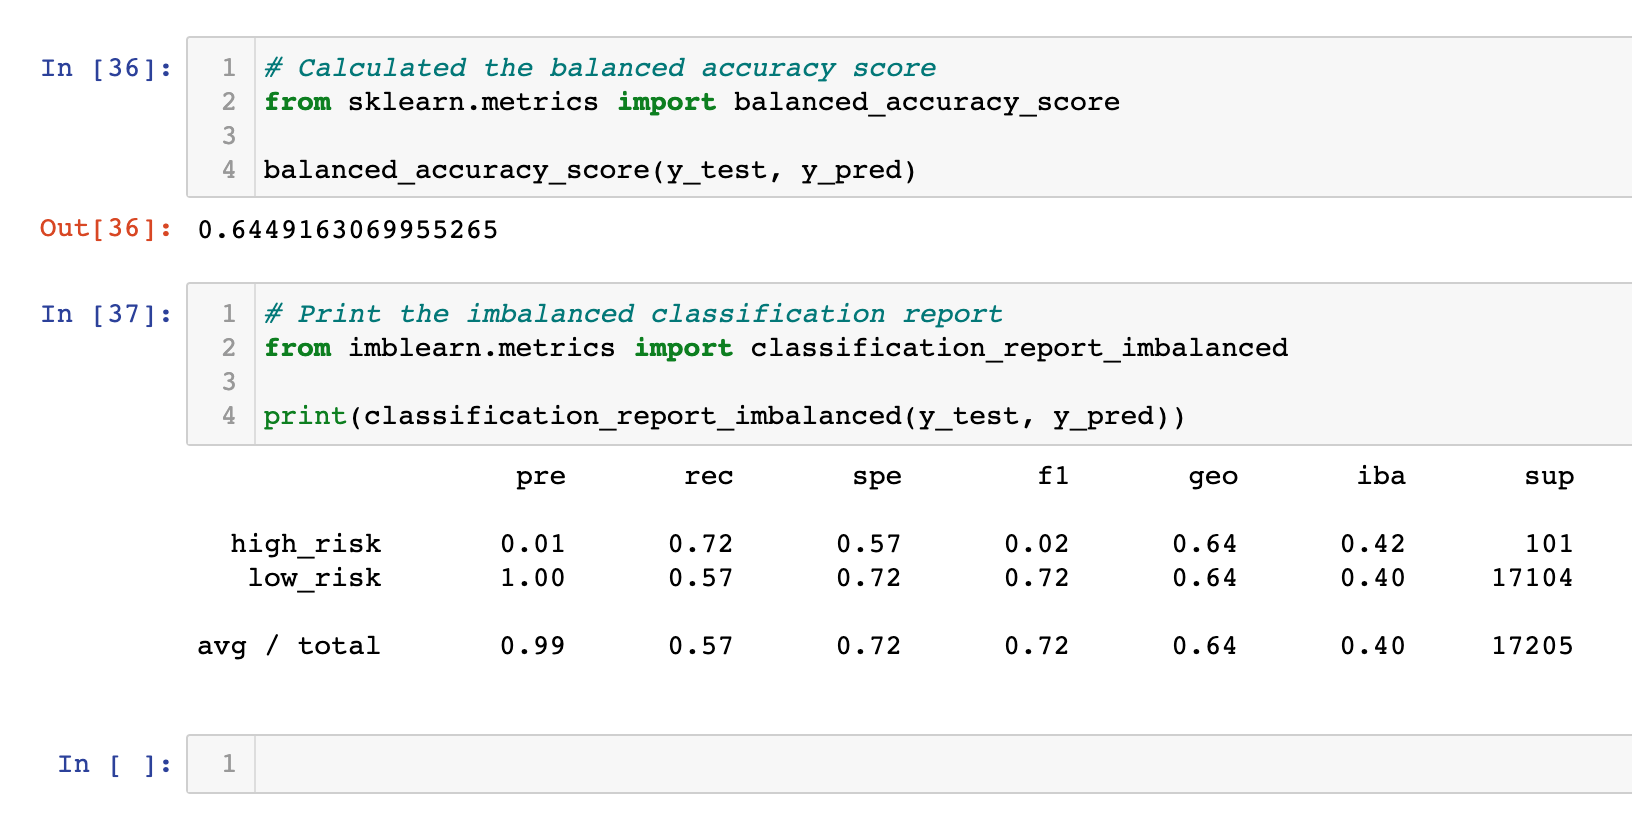 In [36]:
1 # Calculated the balanced accuracy score
2 from sklearn.metrics import balanced_accuracy_score
3
4 balanced_accuracy_score(y_test, y_pred)
Out[36]: 0.6449163069955265
In [37]:
1 # Print the imbalanced classification report
2 from imblearn.metrics import classification_report_imbalanced
3
4 print(classification_report_imbalanced(y_test, y_pred))
pre rec spe f1 geo iba sup
high_risk 0.01 0.72 0.57 0.02 0.64 0.42 101
low_risk 1.00 0.57 0.72 0.72 0.64 0.40 17104
avg / total 0.99 0.57 0.72 0.72 0.64 0.40 17205
In [ ]: 1